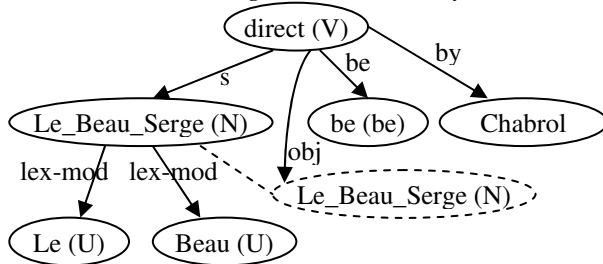 direct (V)
s
be
by
Le_Beau_Serge (N)
be (be)
Chabrol
lex-mod
lex-mod
obj
Le_Beau_Serge (N)
Le (U)
Beau (U)